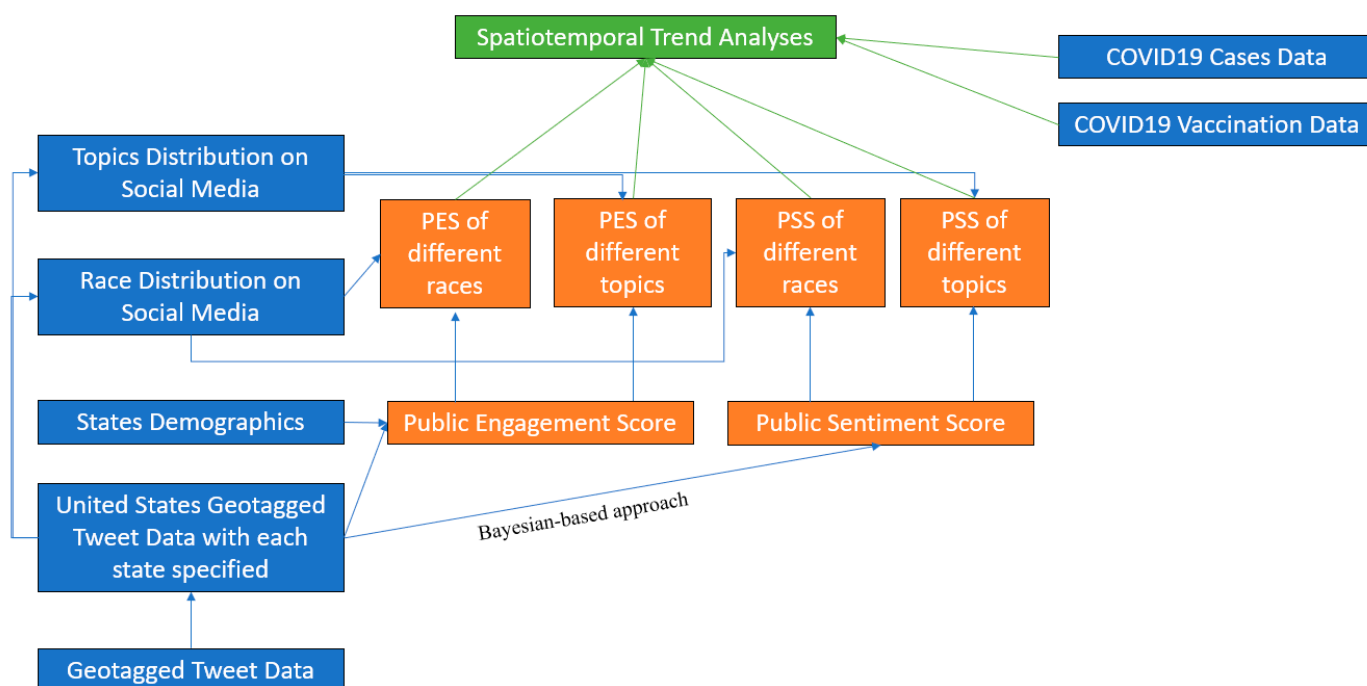 Spatiotemporal Trend Analyses
COVID19 Cases Data
COVID19 Vaccination Data
Topics Distribution on
Social Media
PES of
different
races
PES of
different
topics
PSS of
different
races
PSS of
different
topics
Race Distribution on
Social Media
States Demographics
Public Engagement Score
Public Sentiment Score
United States Geotagged
Tweet Data with each
state specified
Bayesian-based approach
Geotagged Tweet Data